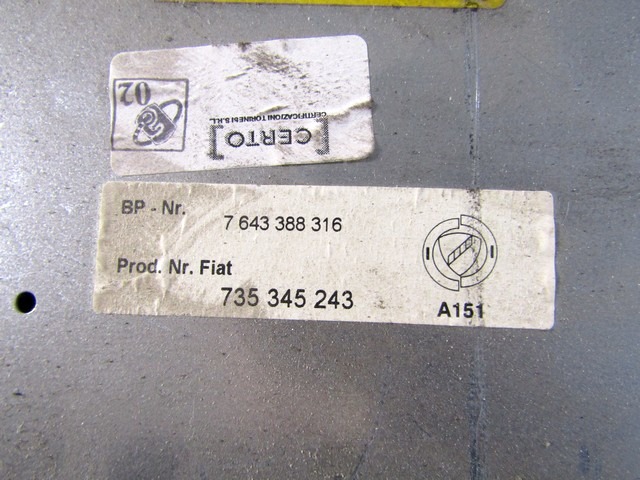 02
[CERTO]
CERTIFICAZIONI TORINESI S.R.L.
BP - Nr. 7 643 388 316
Prod. Nr. Fiat 735 345 243
A151